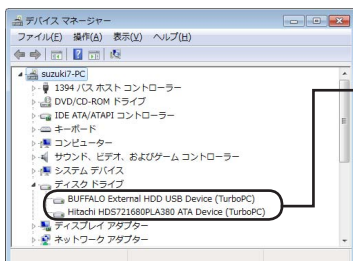 デバイス マネージャー
ファイル(F) 操作(A) 表示(V) ヘルプ(H)
suzuki7-PC
1394 バス ホスト コントローラー
DVD/CD-ROM ドライブ
IDE ATA/ATAPI コントローラー
キーボード
コンピューター
サウンド、ビデオ、およびゲーム コントローラー
システム デバイス
ディスク ドライブ
BUFFALO External HDD USB Device (TurboPC)
Hitachi HDS721680PLA380 ATA Device (TurboPC)
ディスプレイ アダプター
ネットワーク アダプター